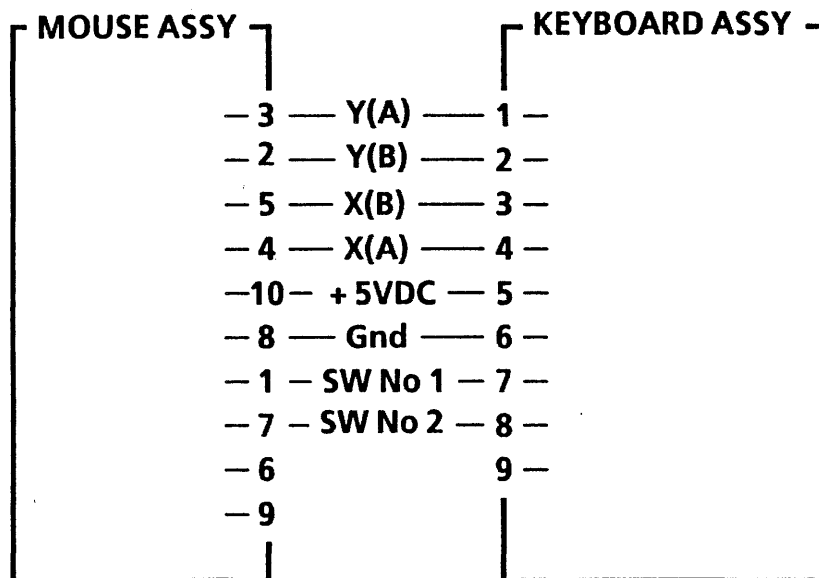 MOUSE ASSY KEYBOARD ASSY
3 — Y(A) — 1
2 — Y(B) — 2
5 — X(B) — 3
4 — X(A) — 4
10 — + 5VDC — 5
8 — Gnd — 6
1 — SW No 1 — 7
7 — SW No 2 — 8
6 9
9